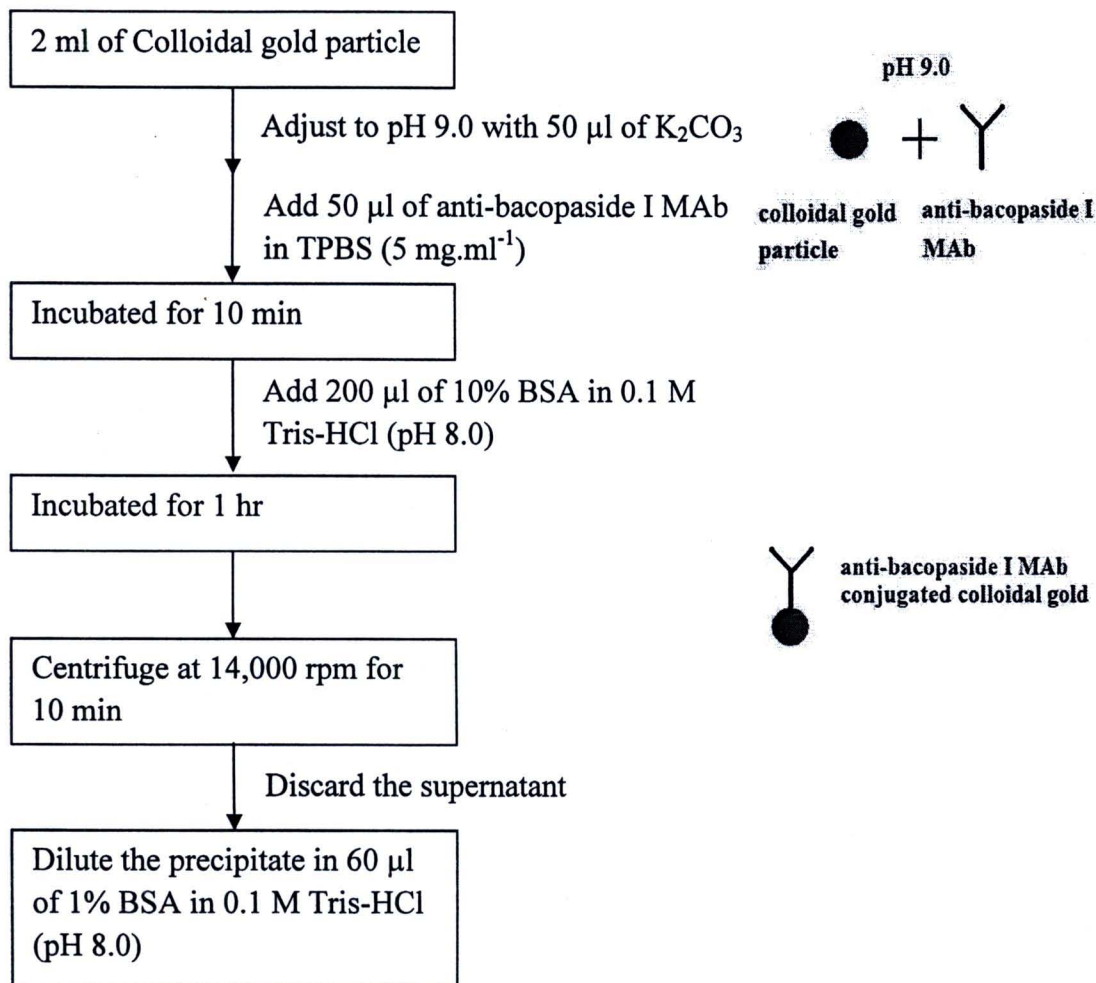 2 ml of Colloidal gold particle
Adjust to pH 9.0 with 50 µl of K₂CO₃
Add 50 µl of anti-bacopaside I MAb
in TPBS (5 mg.ml⁻¹)
Incubated for 10 min
Add 200 µl of 10% BSA in 0.1 M
Tris-HCl (pH 8.0)
Incubated for 1 hr
Centrifuge at 14,000 rpm for
10 min
Discard the supernatant
Dilute the precipitate in 60 µl
of 1% BSA in 0.1 M Tris-HCl
(pH 8.0)
pH 9.0
+
colloidal gold
particle
anti-bacopaside I
MAb
anti-bacopaside I MAb
conjugated colloidal gold